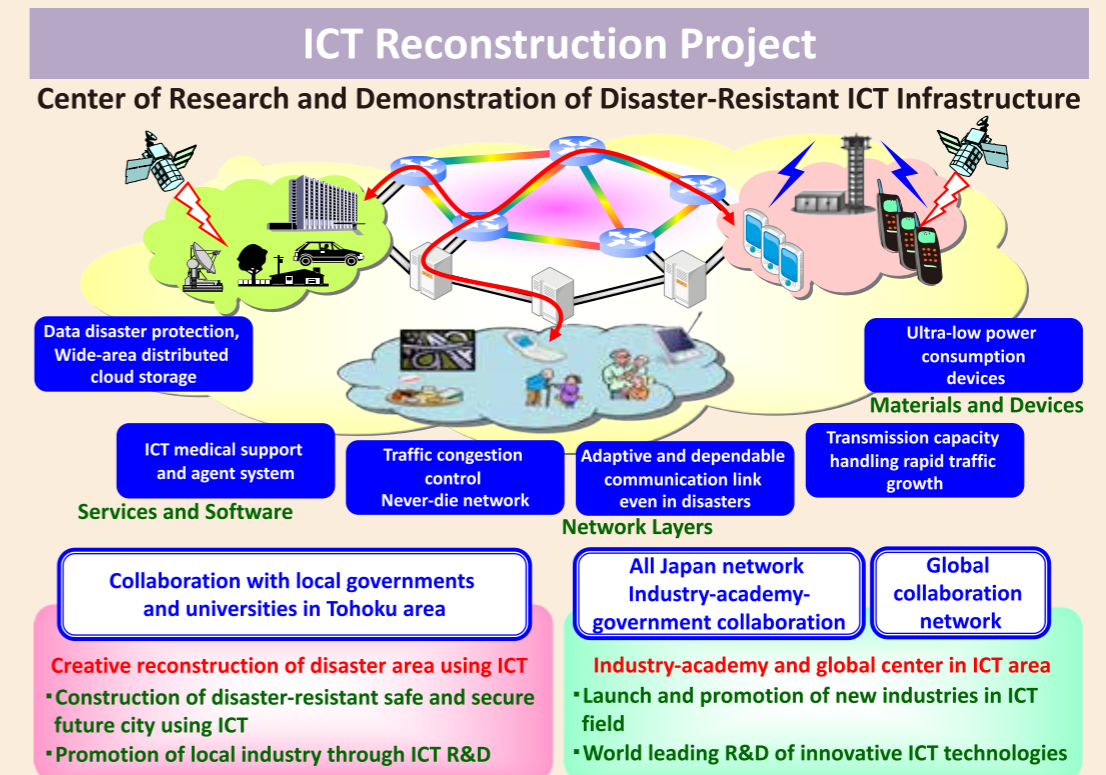 ICT Reconstruction Project
Center of Research and Demonstration of Disaster-Resistant ICT Infrastructure
Data disaster protection,
Wide-area distributed
cloud storage
Ultra-low power
consumption
devices
Materials and Devices
ICT medical support
and agent system
Services and Software
Traffic congestion
control
Never-die network
Adaptive and dependable
communication link
even in disasters
Network Layers
Transmission capacity
handling rapid traffic
growth
Collaboration with local governments
and universities in Tohoku area
All Japan network
Industry-academy-
government collaboration
Global
collaboration
network
Creative reconstruction of disaster area using ICT
・Construction of disaster-resistant safe and secure
future city using ICT
・Promotion of local industry through ICT R&D
Industry-academy and global center in ICT area
・Launch and promotion of new industries in ICT
field
・World leading R&D of innovative ICT technologies